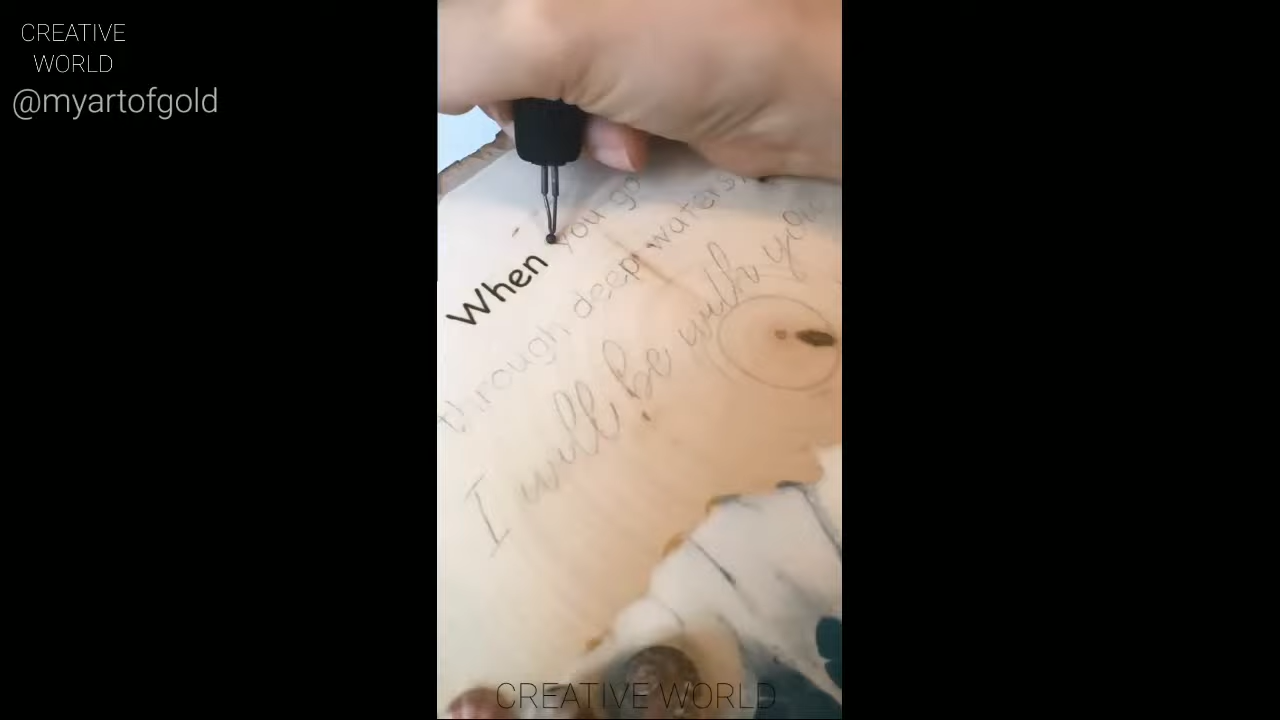 CREATIVE
WORLD
@myartofgold
When you go
through deep waters
I will be with you
CREATIVE WORLD